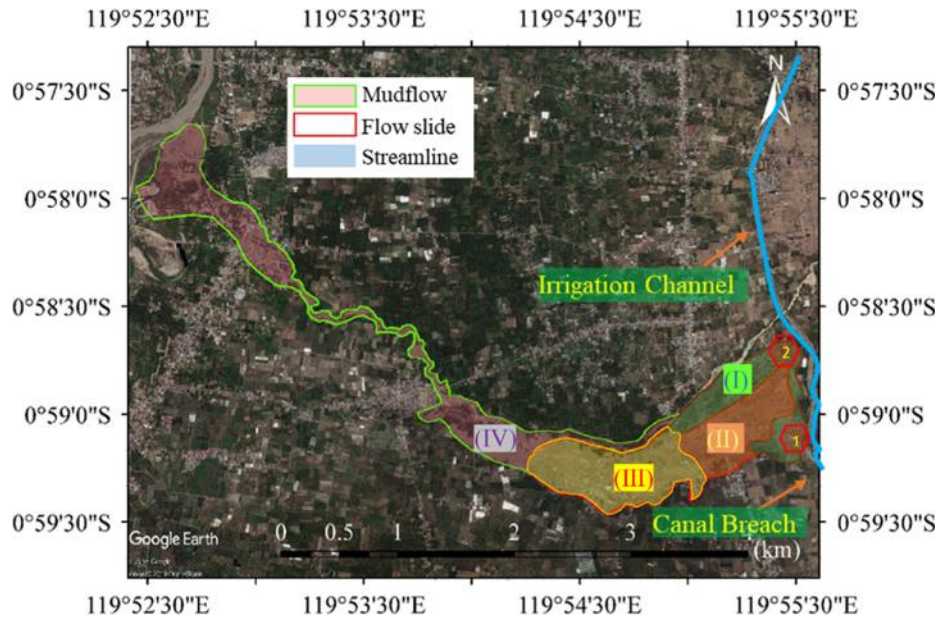 119°52'30"E 119°53'30"E 119°54'30"E 119°55'30"E
N
0°57'30"S 0°57'30"S
Mudflow
Flow slide
Streamline
0°58'0"S 0°58'0"S
Irrigation Channel
0°58'30"S 0°58'30"S
2
(I)
0°59'0"S 0°59'0"S
(IV) (II) 1
(III)
0°59'30"S 0°59'30"S
Canal Breach
Google Earth 0 0.5 1 2 3 (km)
119°52'30"E 119°53'30"E 119°54'30"E 119°55'30"E